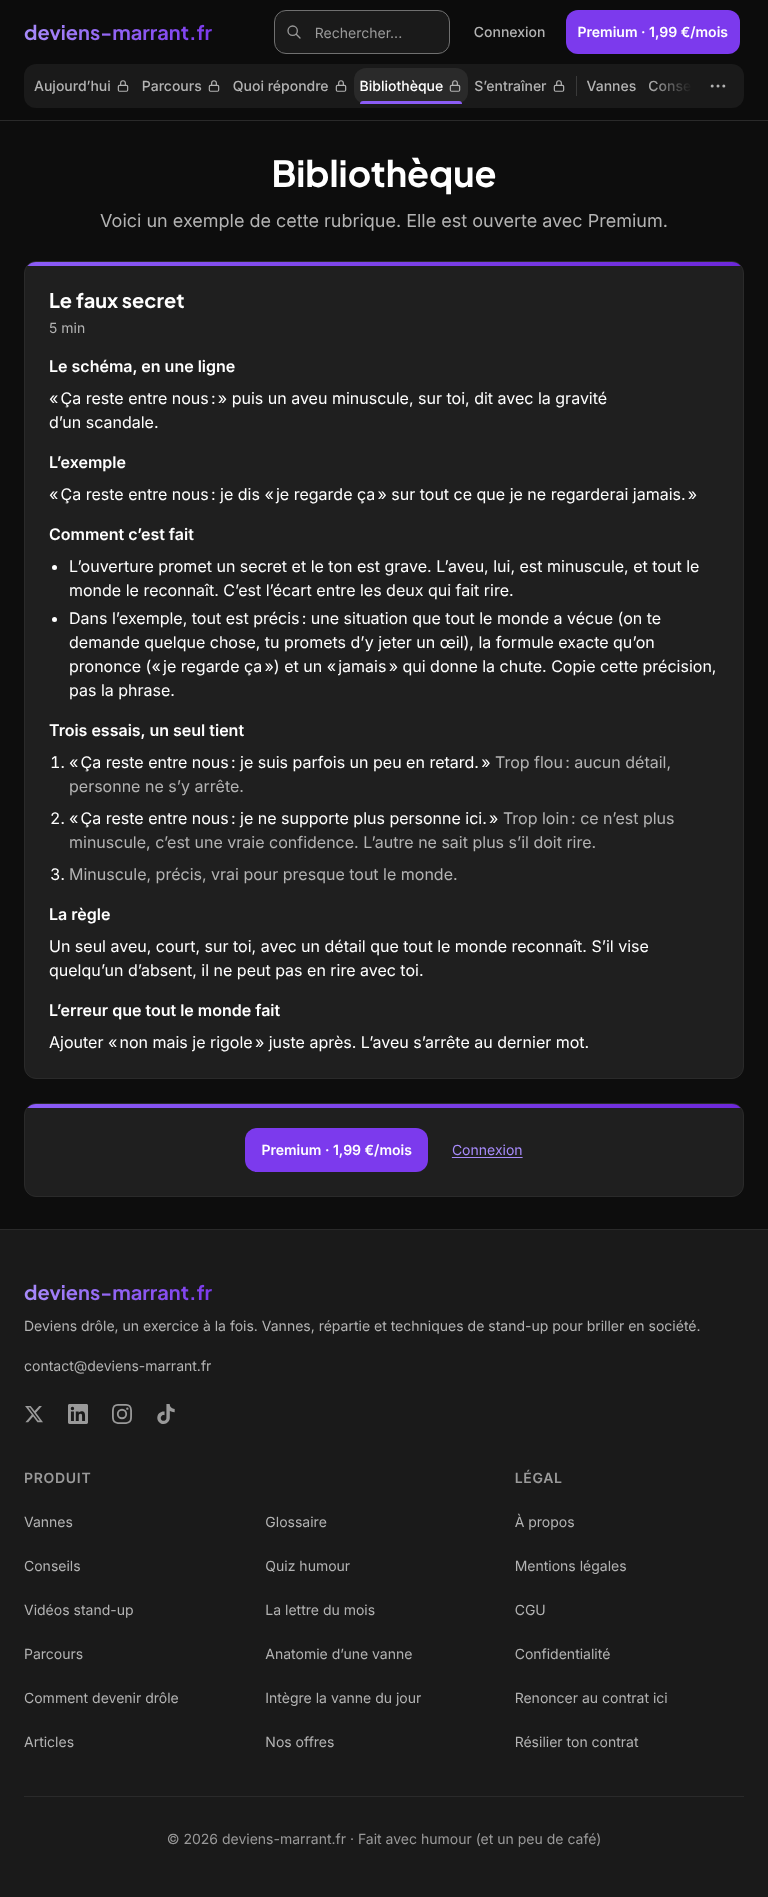 deviens-marrant.fr
Rechercher...
Connexion
Premium · 1,99 €/mois
Aujourd’hui
Parcours
Quoi répondre
Bibliothèque
S’entraîner
Vannes
Conse
Bibliothèque
Voici un exemple de cette rubrique. Elle est ouverte avec Premium.
Le faux secret
5 min
Le schéma, en une ligne
« Ça reste entre nous : » puis un aveu minuscule, sur toi, dit avec la gravité
d’un scandale.
L’exemple
« Ça reste entre nous : je dis « je regarde ça » sur tout ce que je ne regarderai jamais. »
Comment c’est fait
• L’ouverture promet un secret et le ton est grave. L’aveu, lui, est minuscule, et tout le
monde le reconnaît. C’est l’écart entre les deux qui fait rire.
• Dans l’exemple, tout est précis : une situation que tout le monde a vécue (on te
demande quelque chose, tu promets d’y jeter un œil), la formule exacte qu’on
prononce (« je regarde ça ») et un « jamais » qui donne la chute. Copie cette précision,
pas la phrase.
Trois essais, un seul tient
1. « Ça reste entre nous : je suis parfois un peu en retard. » Trop flou : aucun détail,
personne ne s’y arrête.
2. « Ça reste entre nous : je ne supporte plus personne ici. » Trop loin : ce n’est plus
minuscule, c’est une vraie confidence. L’autre ne sait plus s’il doit rire.
3. Minuscule, précis, vrai pour presque tout le monde.
La règle
Un seul aveu, court, sur toi, avec un détail que tout le monde reconnaît. S’il vise
quelqu’un d’absent, il ne peut pas en rire avec toi.
L’erreur que tout le monde fait
Ajouter « non mais je rigole » juste après. L’aveu s’arrête au dernier mot.
Premium · 1,99 €/mois
Connexion
deviens-marrant.fr
Deviens drôle, un exercice à la fois. Vannes, répartie et techniques de stand-up pour briller en société.
contact@deviens-marrant.fr
PRODUIT
Vannes
Conseils
Vidéos stand-up
Parcours
Comment devenir drôle
Articles
Glossaire
Quiz humour
La lettre du mois
Anatomie d’une vanne
Intègre la vanne du jour
Nos offres
LÉGAL
À propos
Mentions légales
CGU
Confidentialité
Renoncer au contrat ici
Résilier ton contrat
© 2026 deviens-marrant.fr · Fait avec humour (et un peu de café)